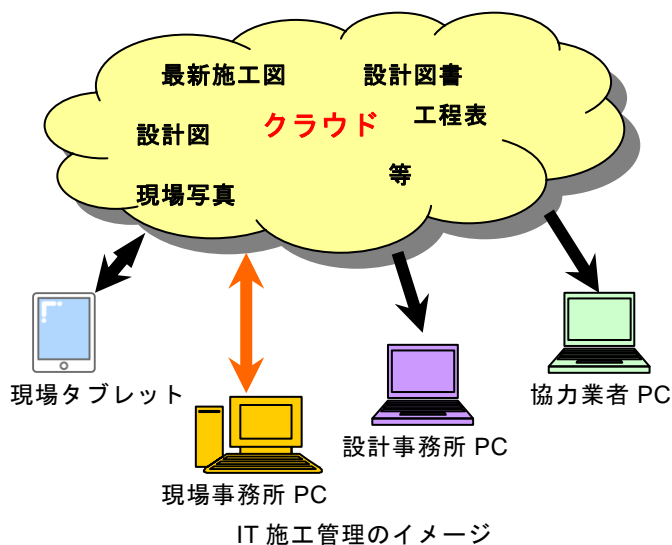 最新施工図
設計図書
クラウド
工程表
設計図
等
現場写真
現場タブレット
協力業者 PC
設計事務所 PC
現場事務所 PC
IT 施工管理のイメージ